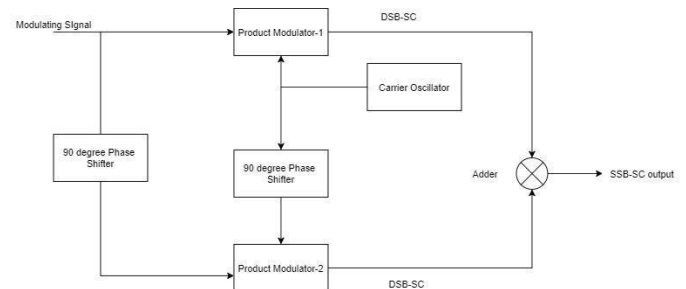 DSB-SC
Modulating SIgnal
Product Modulator-1
Carrier Oscillator
90 degree Phase
Shifter
90 degree Phase
Shifter
Adder
SSB-SC output
Product Modulator-2
DSB-SC